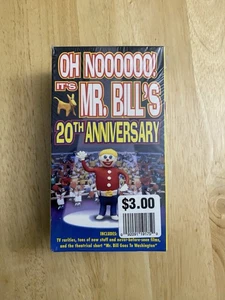 OH NOOOOOO!
IT'S
MR. BILL'S
20TH ANNIVERSARY
$3.00
INCLUDES:
TV rarities, tons of new stuff and never-before-seen films,
and the theatrical short "Mr. Bill Goes To Washington"